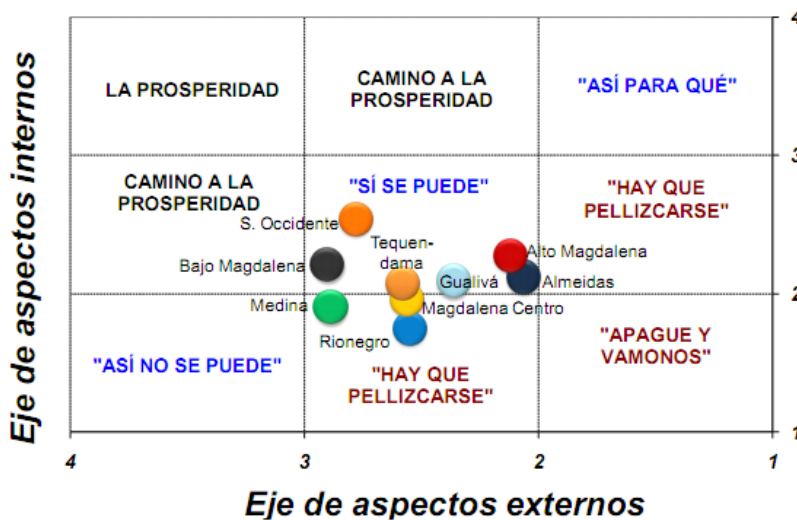 4
LA PROSPERIDAD
CAMINO A LA
PROSPERIDAD
"ASÍ PARA QUÉ"
3
CAMINO A LA
PROSPERIDAD
"SÍ SE PUEDE"
"HAY QUE
PELLIZCARSE"
S. Occidente
Tequen-
dama
Alto Magdalena
Bajo Magdalena
Gualivá
Almeidas
2
Medina
Magdalena Centro
Rionegro
"ASÍ NO SE PUEDE"
"HAY QUE
PELLIZCARSE"
"APAGUE Y
VAMONOS"
1
4
3
2
1
Eje de aspectos internos
Eje de aspectos externos